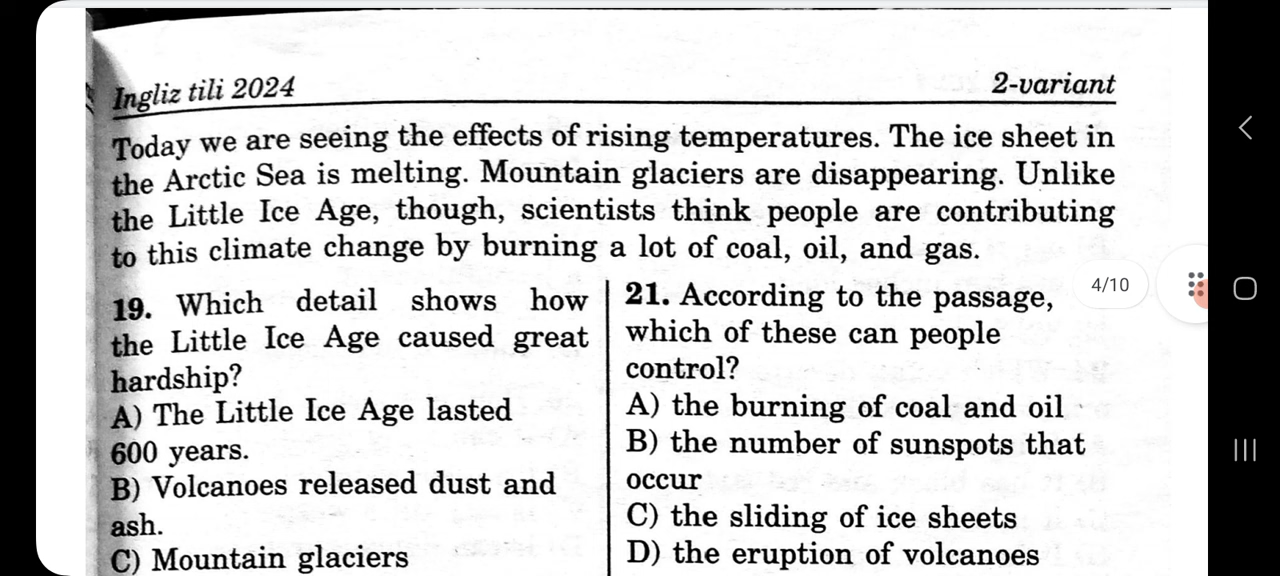 Ingliz tili 2024
2-variant
Today we are seeing the effects of rising temperatures. The ice sheet in
the Arctic Sea is melting. Mountain glaciers are disappearing. Unlike
the Little Ice Age, though, scientists think people are contributing
to this climate change by burning a lot of coal, oil, and gas.
19. Which detail shows how
the Little Ice Age caused great
hardship?
A) The Little Ice Age lasted
600 years.
B) Volcanoes released dust and
ash.
C) Mountain glaciers
21. According to the passage,
which of these can people
control?
A) the burning of coal and oil
B) the number of sunspots that
occur
C) the sliding of ice sheets
D) the eruption of volcanoes
4/10